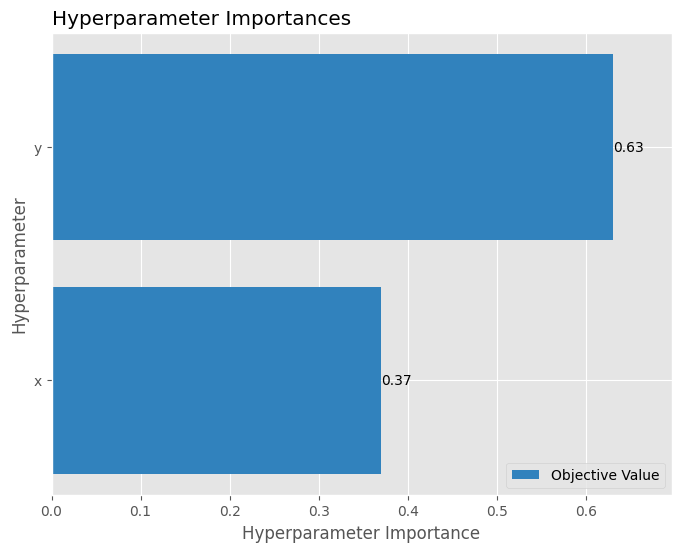 Hyperparameter Importances
Hyperparameter
y
0.63
x
0.37
Objective Value
0.0 0.1 0.2 0.3 0.4 0.5 0.6
Hyperparameter Importance